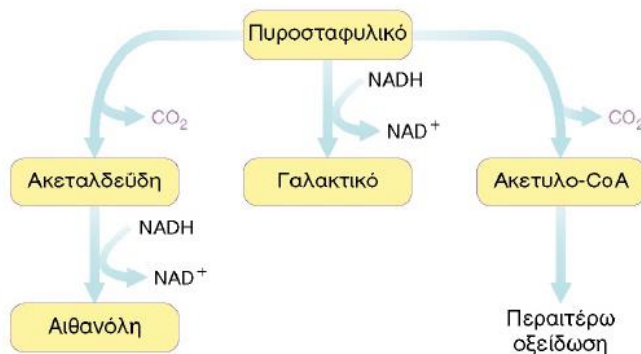 Πυροσταφυλικό
NADH
CO2
NAD+
CO2
Ακεταλδεΰδη
Γαλακτικό
Ακετυλο-CoA
NADH
NAD+
Αιθανόλη
Περαιτέρω
οξείδωση